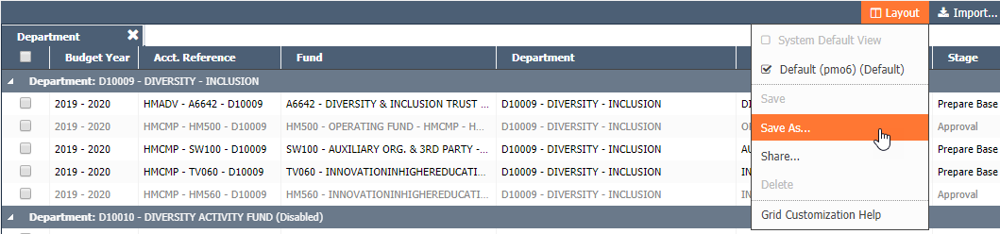 Layout Import...
Department ✖
Budget Year Acct. Reference Fund Department Stage
System Default View
Default (pmo6) (Default)
Save
Save As...
Share...
Delete
Grid Customization Help
Department: D10009 - DIVERSITY - INCLUSION
2019 - 2020 HMADV - A6642 - D10009 A6642 - DIVERSITY & INCLUSION TRUST ... D10009 - DIVERSITY - INCLUSION DI Prepare Base
2019 - 2020 HMCMP - HM500 - D10009 HM500 - OPERATING FUND - HMCMP - H... D10009 - DIVERSITY - INCLUSION Approval
2019 - 2020 HMCMP - SW100 - D10009 SW100 - AUXILIARY ORG. & 3RD PARTY - ... D10009 - DIVERSITY - INCLUSION AU Prepare Base
2019 - 2020 HMCMP - TV060 - D10009 TV060 - INNOVATIONINHIGHEREDUCATI... D10009 - DIVERSITY - INCLUSION IN Prepare Base
2019 - 2020 HMCMP - HM560 - D10009 HM560 - INNOVATIONINHIGHEREDUCATI... D10009 - DIVERSITY - INCLUSION IN Approval
Department: D10010 - DIVERSITY ACTIVITY FUND (Disabled)